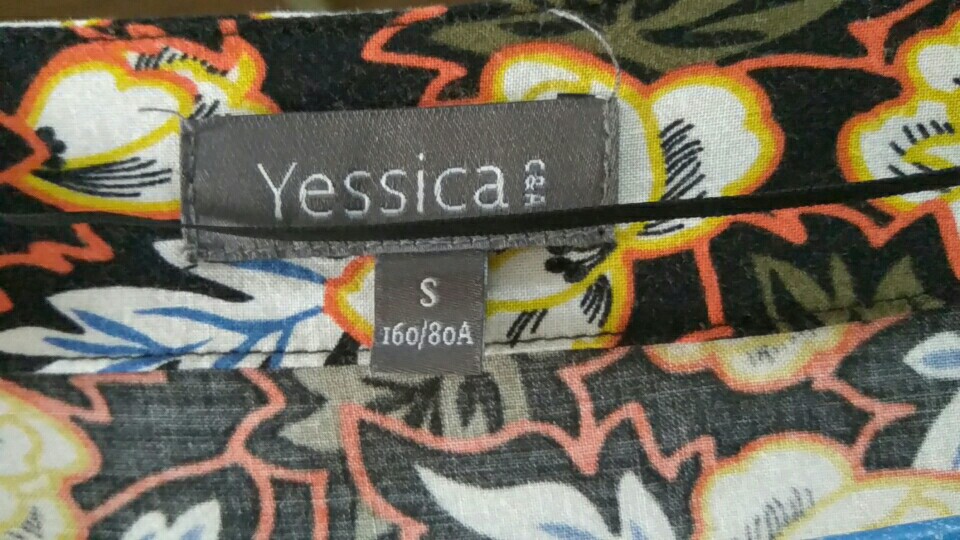 Yessica C&A
S
160/80A